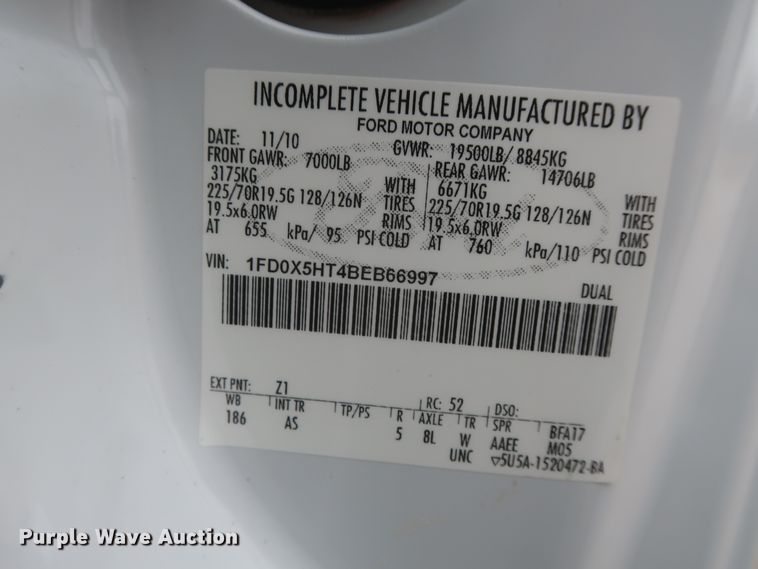 INCOMPLETE VEHICLE MANUFACTURED BY
FORD MOTOR COMPANY
DATE: 11/10 GVWR: 19500LB/ 8845KG
FRONT GAWR: 7000LB REAR GAWR: 14706LB
3175KG WITH 6671KG WITH
225/70R19.5G 128/126N TIRES 225/70R19.5G 128/126N TIRES
19.5x6.0RW RIMS 19.5x6.0RW RIMS
AT 655 kPa/ 95 PSI COLD AT 760 kPa/110 PSI COLD
VIN: 1FD0X5HT4BEB66997
DUAL
EXT PNT: Z1 RC: 52 DSO:
WB INT TR TP/PS R AXLE TR SPR BFA17
186 AS 5 8L W AAEE M05
UNC 5U5A-1520472-BA
Purple Wave Auction